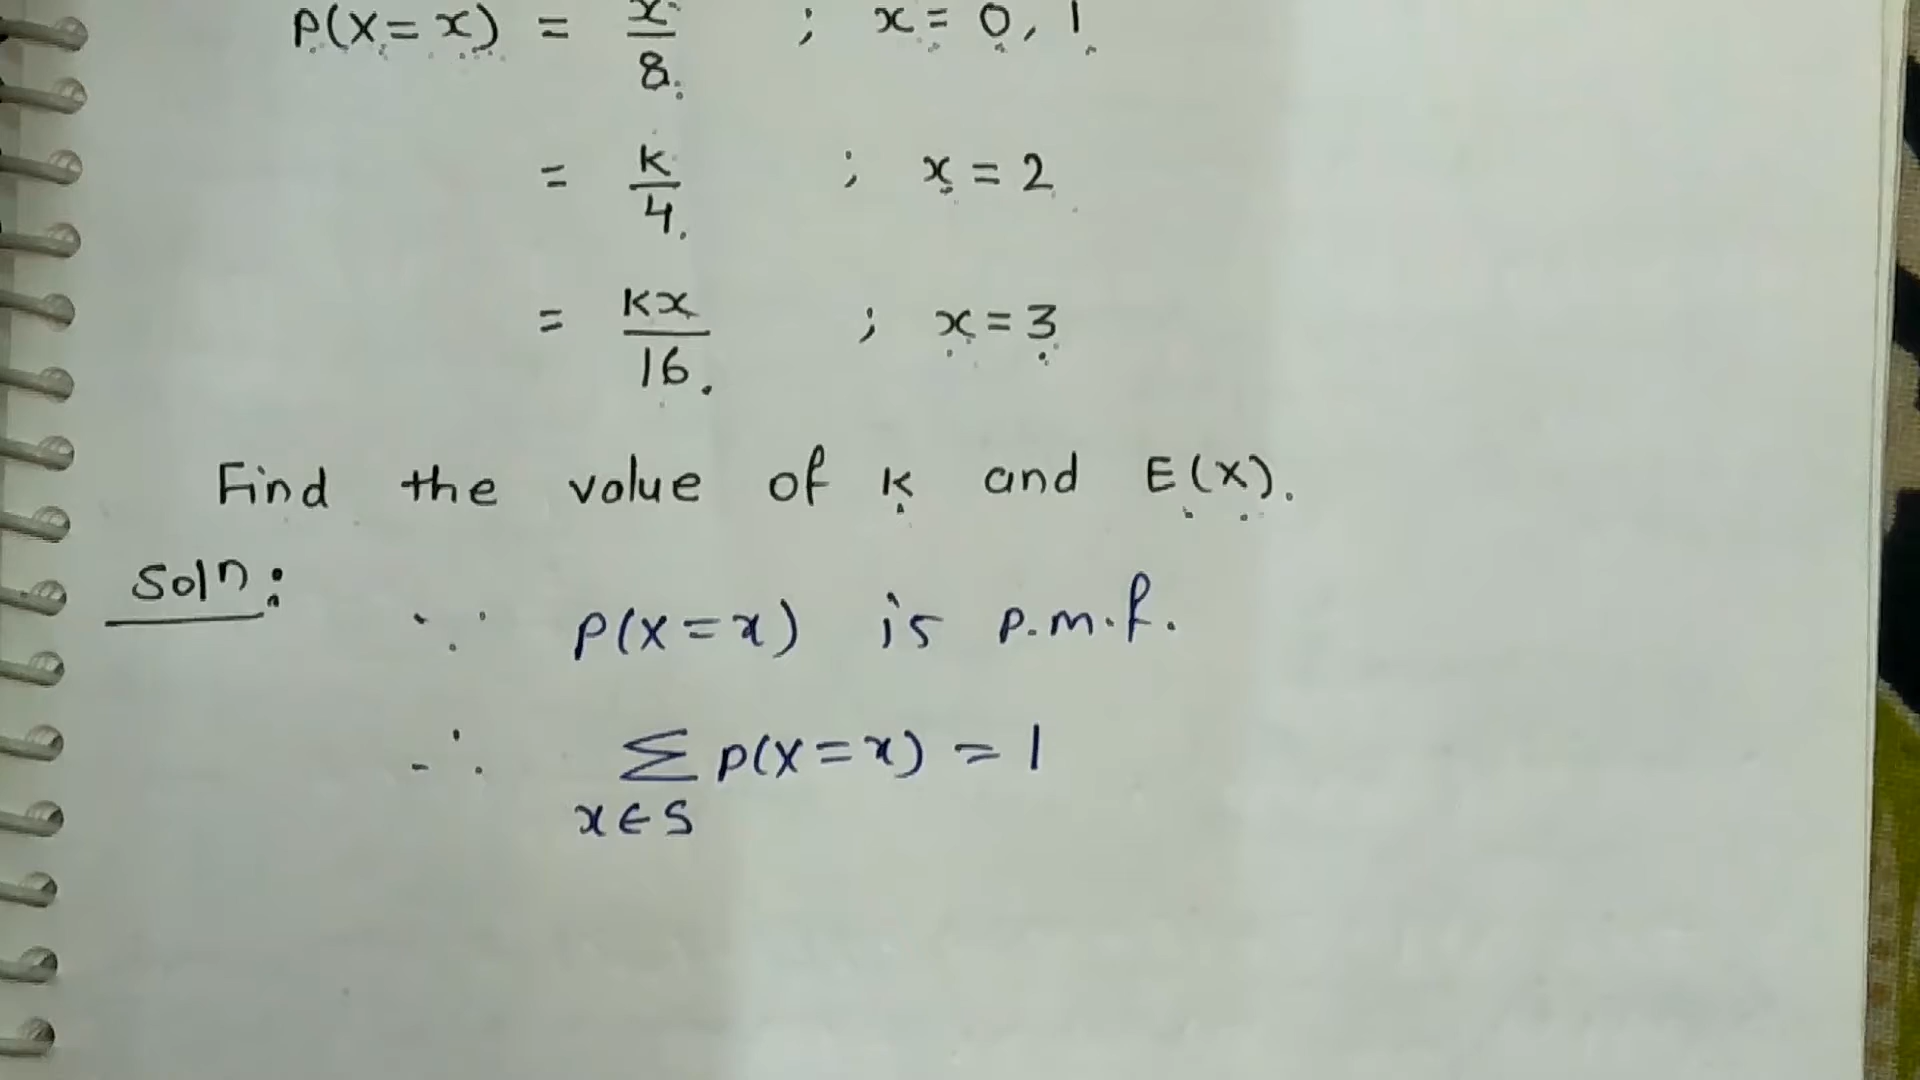 P(X=x) = x/8 ; x = 0, 1
= K/4 ; x = 2
= Kx/16 ; x = 3
Find the value of K and E(X).
Soln:
∵ P(X=x) is p.m.f.
∴ Σ P(X=x) = 1
x∈S